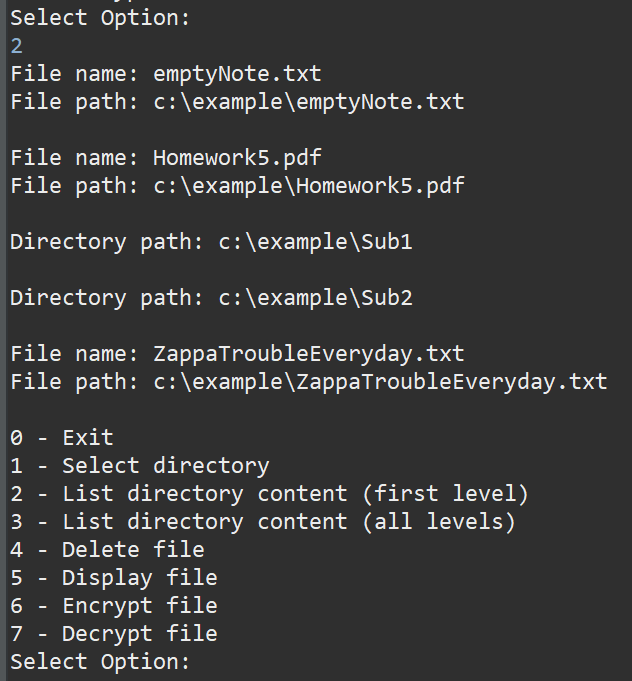 Select Option:
2
File name: emptyNote.txt
File path: c:\example\emptyNote.txt
File name: Homework5.pdf
File path: c:\example\Homework5.pdf
Directory path: c:\example\Sub1
Directory path: c:\example\Sub2
File name: ZappaTroubleEveryday.txt
File path: c:\example\ZappaTroubleEveryday.txt
0 - Exit
1 - Select directory
2 - List directory content (first level)
3 - List directory content (all levels)
4 - Delete file
5 - Display file
6 - Encrypt file
7 - Decrypt file
Select Option: